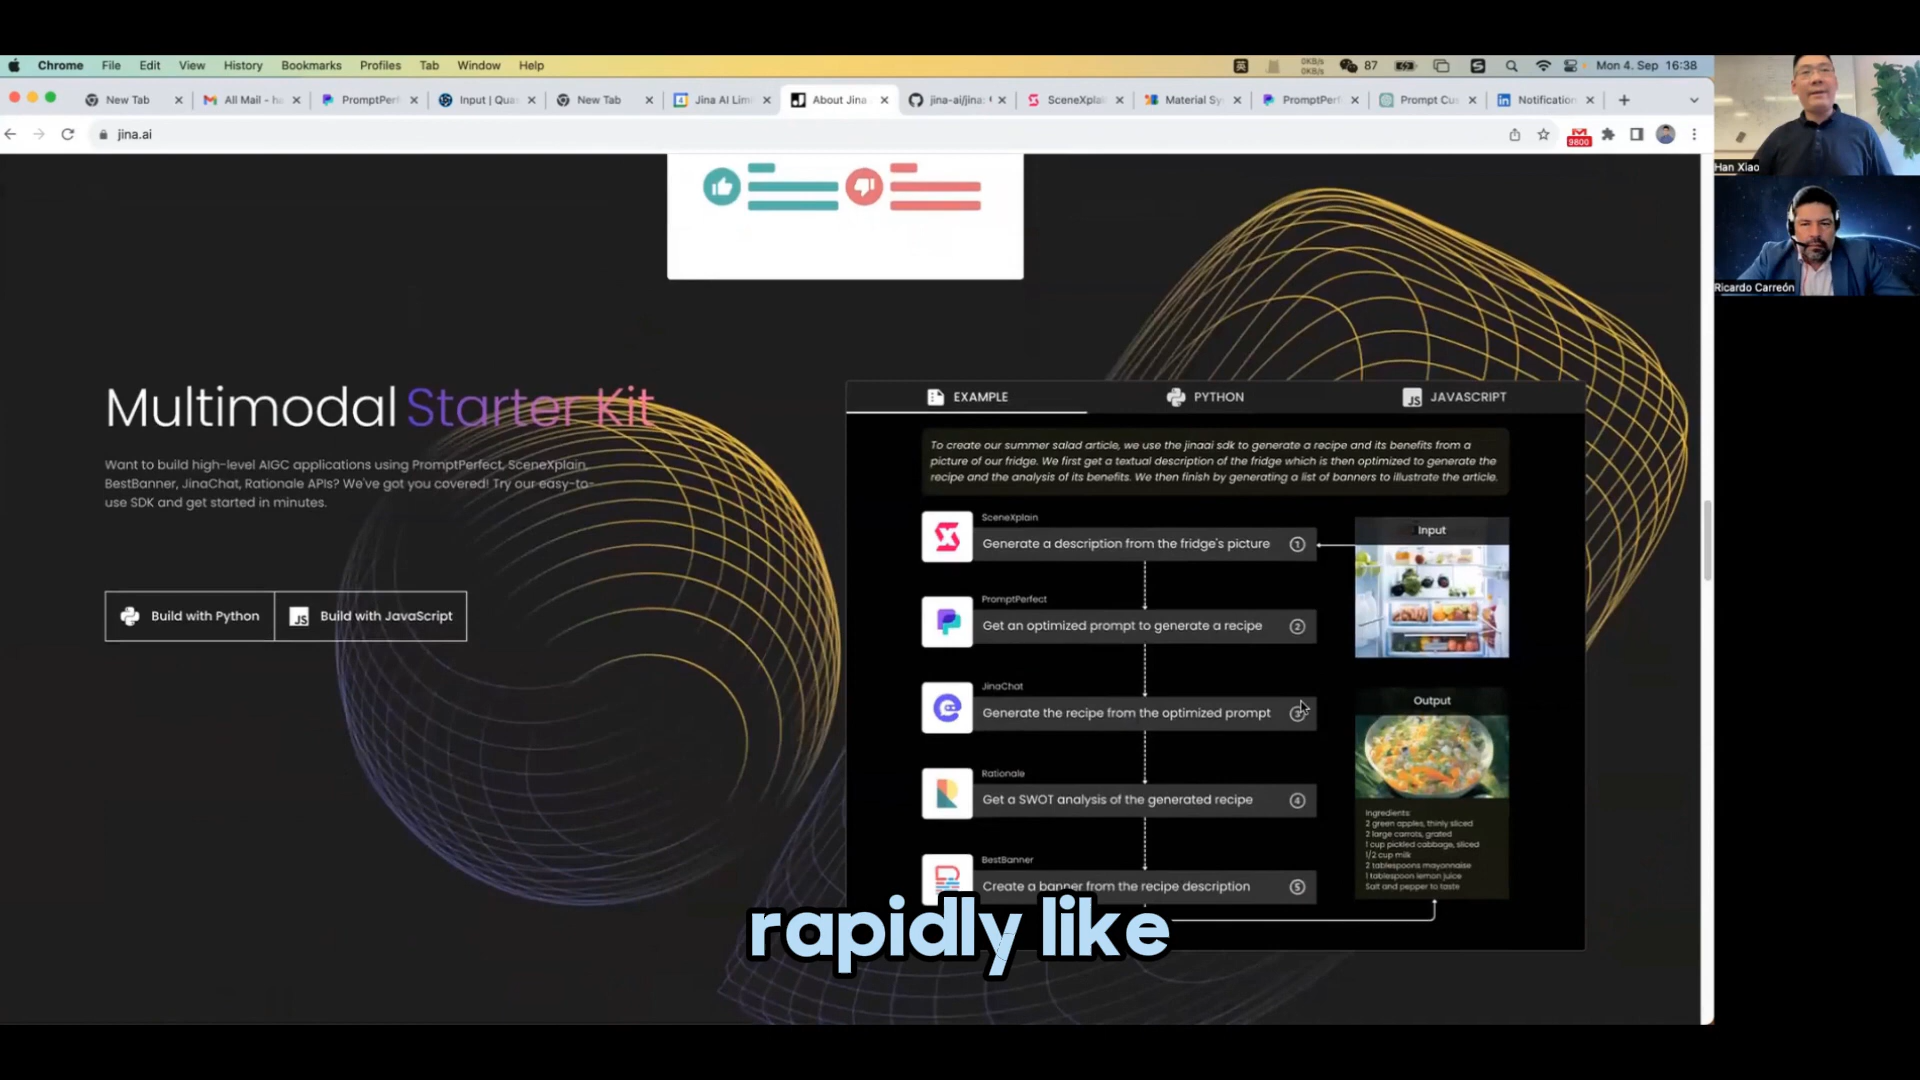 Chrome File Edit View History Bookmarks Profiles Tab Window Help
英 0KB/s 0KB/s 87 Mon 4. Sep 16:38
New Tab
All Mail - ha
PromptPerf
Input | Qua
New Tab
Jina AI Lim
About Jina
jina-ai/jina:
SceneXplai
Material Sy
PromptPerf
Prompt Cus
Notification
jina.ai
9800
Han Xiao
Ricardo Carreón
Multimodal Starter Kit
Want to build high-level AIGC applications using PromptPerfect, SceneXplain,
BestBanner, JinaChat, Rationale APIs? We've got you covered! Try our easy-to-
use SDK and get started in minutes.
Build with Python
JS Build with JavaScript
EXAMPLE
PYTHON
JS JAVASCRIPT
To create our summer salad article, we use the jinaai sdk to generate a recipe and its benefits from a
picture of our fridge. We first get a textual description of the fridge which is then optimized to generate the
recipe and the analysis of its benefits. We then finish by generating a list of banners to illustrate the article.
SceneXplain
Generate a description from the fridge's picture 1
PromptPerfect
Get an optimized prompt to generate a recipe 2
JinaChat
Generate the recipe from the optimized prompt 3
Rationale
Get a SWOT analysis of the generated recipe 4
BestBanner
Create a banner from the recipe description 5
Input
Output
Ingredients:
2 green apples, thinly sliced
2 large carrots, grated
1 cup pickled cabbage, sliced
1/2 cup milk
2 tablespoons mayonnaise
1 tablespoon lemon juice
Salt and pepper to taste
rapidly like